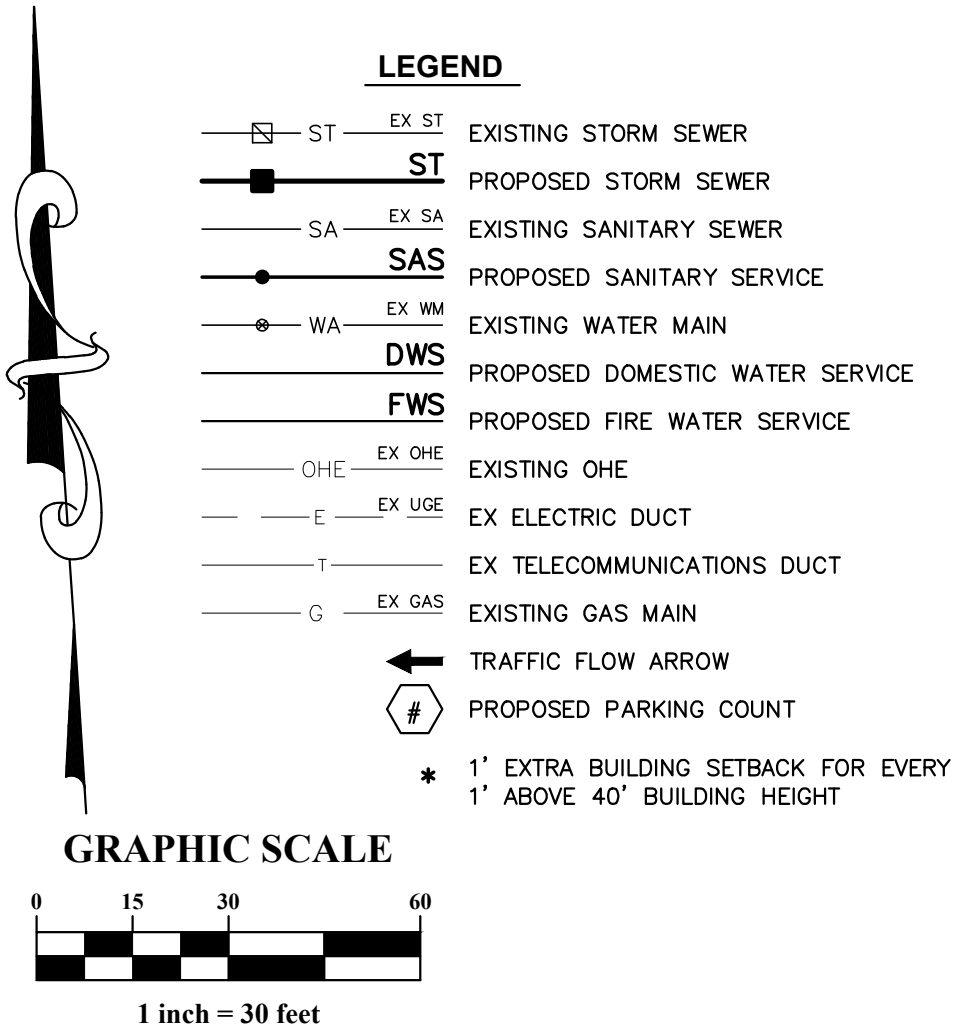 LEGEND
ST EX ST EXISTING STORM SEWER
ST PROPOSED STORM SEWER
SA EX SA EXISTING SANITARY SEWER
SAS PROPOSED SANITARY SERVICE
WA EX WM EXISTING WATER MAIN
DWS PROPOSED DOMESTIC WATER SERVICE
FWS PROPOSED FIRE WATER SERVICE
OHE EX OHE EXISTING OHE
E EX UGE EX ELECTRIC DUCT
T EX TELECOMMUNICATIONS DUCT
G EX GAS EXISTING GAS MAIN
TRAFFIC FLOW ARROW
# PROPOSED PARKING COUNT
* 1' EXTRA BUILDING SETBACK FOR EVERY
1' ABOVE 40' BUILDING HEIGHT
GRAPHIC SCALE
0 15 30 60
1 inch = 30 feet